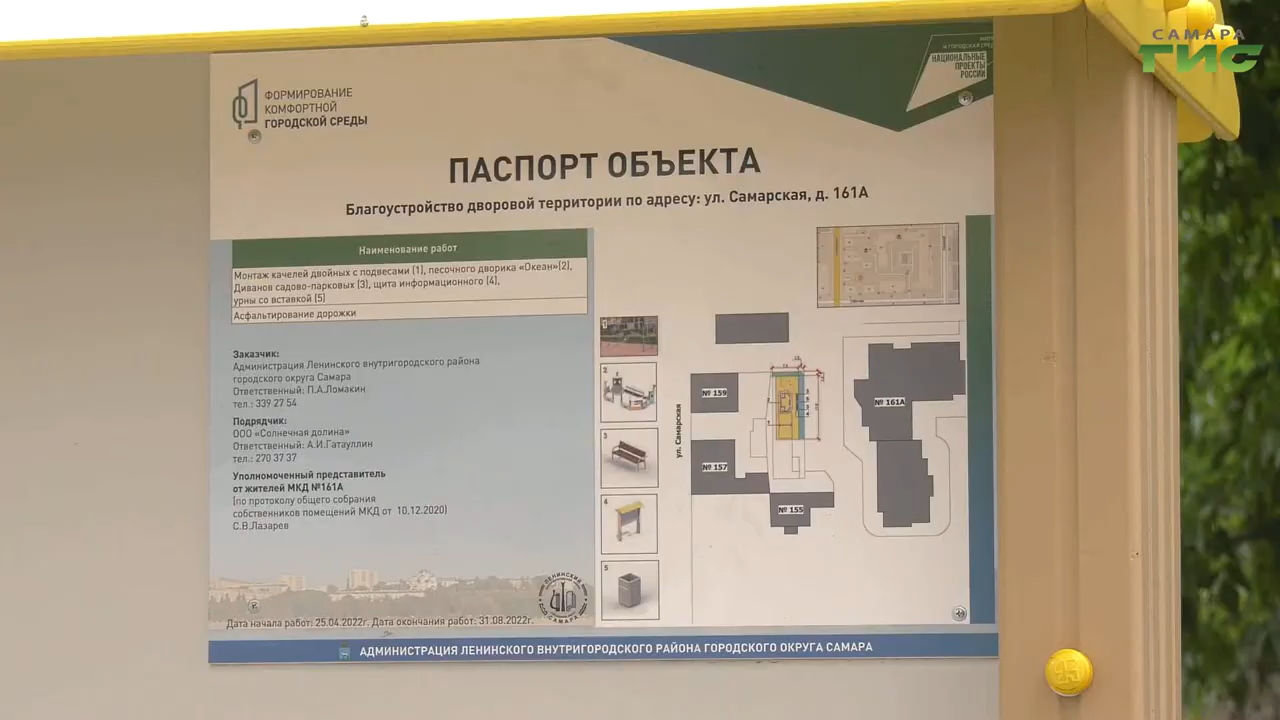 САМАРА
ГИС
НАЦИОНАЛЬНЫЕ
ПРОЕКТЫ
РОССИИ
ФОРМИРОВАНИЕ
КОМФОРТНОЙ
ГОРОДСКОЙ СРЕДЫ
ПАСПОРТ ОБЪЕКТА
Благоустройство дворовой территории по адресу: ул. Самарская, д. 161А
Наименование работ
Монтаж качелей двойных с подвесами (1), песочного дворика «Океан»(2),
Диванов садово-парковых (3), щита информационного (4),
урны со вставкой (5)
Асфальтирование дорожки
Заказчик:
Администрация Ленинского внутригородского района
городского округа Самара
Ответственный: П.А.Ломакин
тел.: 339 27 54
Подрядчик:
ООО «Солнечная долина»
Ответственный: А.И.Гатауллин
тел.: 270 37 37
Уполномоченный представитель
от жителей МКД №161А
(по протоколу общего собрания
собственников помещений МКД от 10.12.2020)
С.В.Лазарев
1
2
3
4
5
ул. Самарская
№ 159
№ 157
№ 155
№ 161А
ЛЕНИНСКИЙ
САМАРА
Дата начала работ: 25.04.2022г. Дата окончания работ: 31.08.2022г.
АДМИНИСТРАЦИЯ ЛЕНИНСКОГО ВНУТРИГОРОДСКОГО РАЙОНА ГОРОДСКОГО ОКРУГА САМАРА